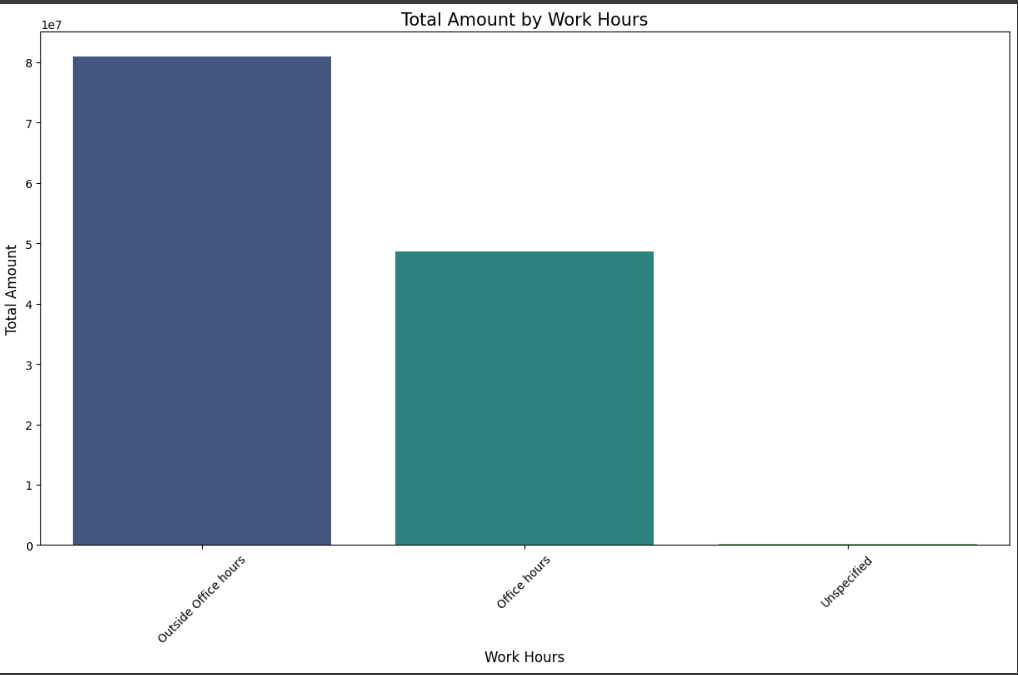 Total Amount by Work Hours
1e7
8
7
6
5
4
3
2
1
0
Total Amount
Outside Office hours
Office hours
Unspecified
Work Hours